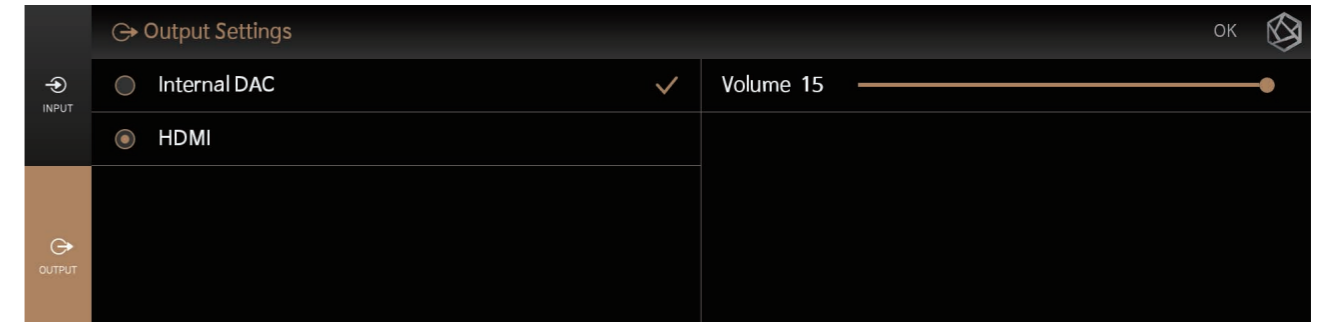 Output Settings
OK
INPUT
Internal DAC
Volume 15
HDMI
OUTPUT